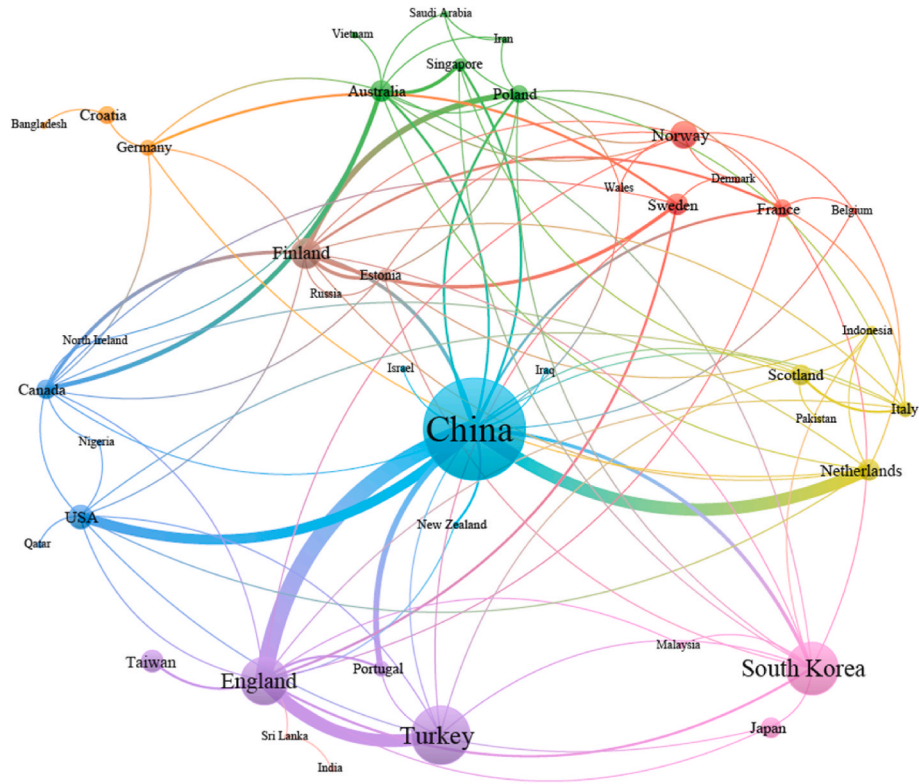 Saudi Arabia
Vietnam
Iran
Singapore
Australia
Poland
Croatia
Bangladesh
Norway
Germany
Denmark
Wales
Sweden
France
Belgium
Finland
Estonia
Russia
Indonesia
North Ireland
Israel
Iraq
Scotland
Canada
Italy
Pakistan
China
Nigeria
Netherlands
USA
New Zealand
Qatar
Malaysia
Taiwan
Portugal
South Korea
England
Japan
Sri Lanka
Turkey
India